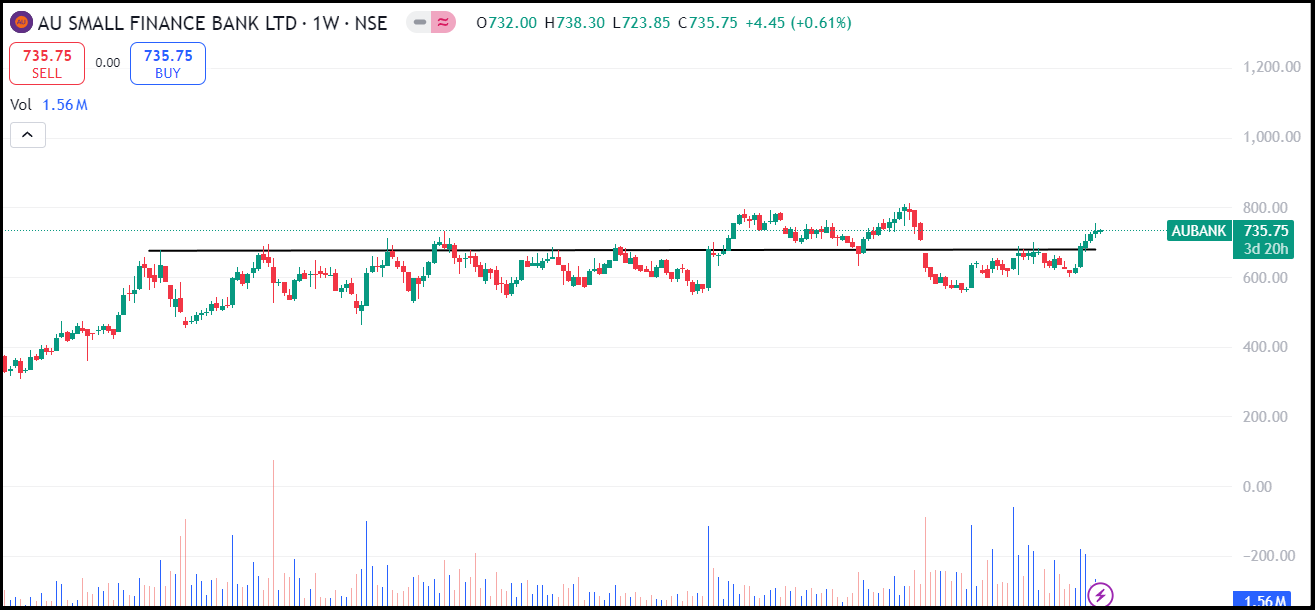 AU SMALL FINANCE BANK LTD · 1W · NSE O732.00 H738.30 L723.85 C735.75 +4.45 (+0.61%)
735.75 0.00 735.75
SELL BUY
Vol 1.56 M
1,200.00
1,000.00
800.00
AUBANK 735.75
3d 20h
600.00
400.00
200.00
0.00
−200.00
1.56 M